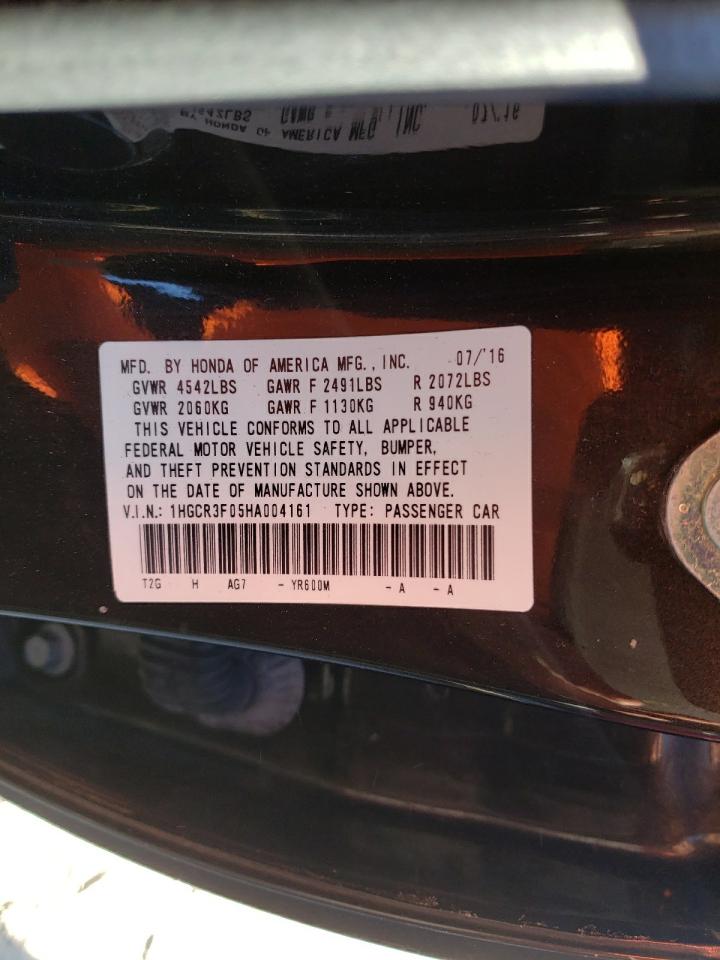 MFD. BY HONDA OF AMERICA MFG., INC. 07/'16
GVWR 4542LBS GAWR F 2491LBS R 2072LBS
GVWR 2060KG GAWR F 1130KG R 940KG
THIS VEHICLE CONFORMS TO ALL APPLICABLE
FEDERAL MOTOR VEHICLE SAFETY, BUMPER,
AND THEFT PREVENTION STANDARDS IN EFFECT
ON THE DATE OF MANUFACTURE SHOWN ABOVE.
V.I.N.: 1HGCR3F05HA004161 TYPE: PASSENGER CAR
T2G H AG7 - YR600M - A - A